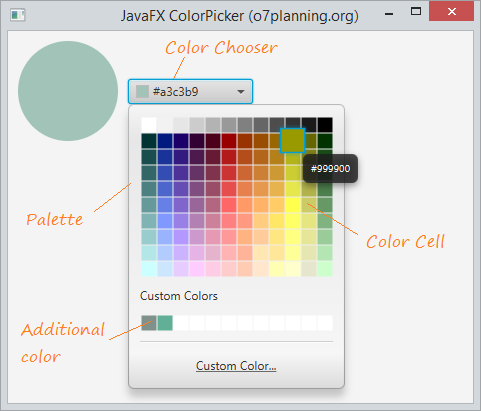 JavaFX ColorPicker (o7planning.org)
Color Chooser
#a3c3b9
#999900
Palette
Color Cell
Custom Colors
Additional
color
Custom Color...